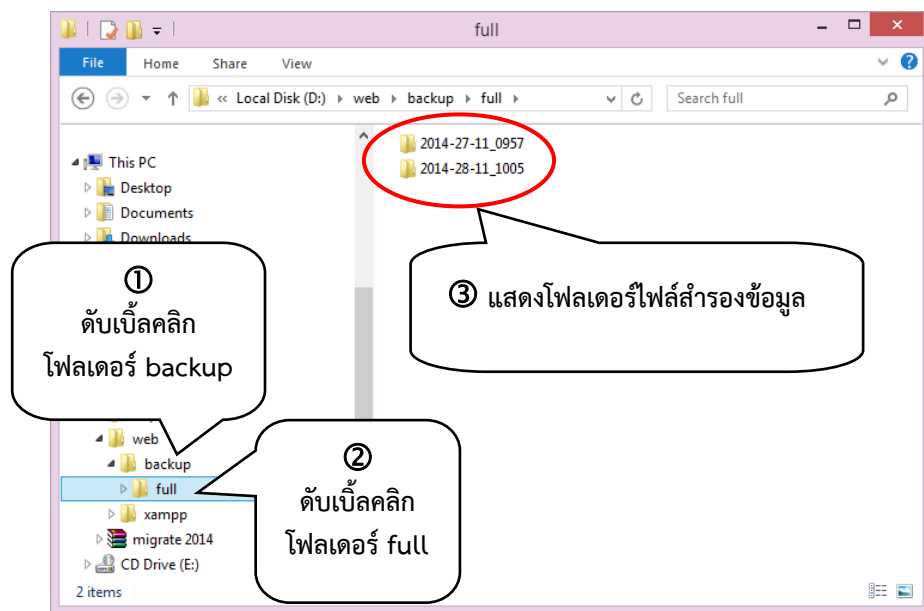 full
File Home Share View
« Local Disk (D:) web backup full
Search full
This PC
Desktop
Documents
Downloads
2014-27-11_0957
2014-28-11_1005
① ดับเบิ้ลคลิก
โฟลเดอร์ backup
③ แสดงโฟลเดอร์ไฟล์สำรองข้อมูล
web
backup
full
xampp
migrate 2014
CD Drive (E:)
②
ดับเบิ้ลคลิก
โฟลเดอร์ full
2 items